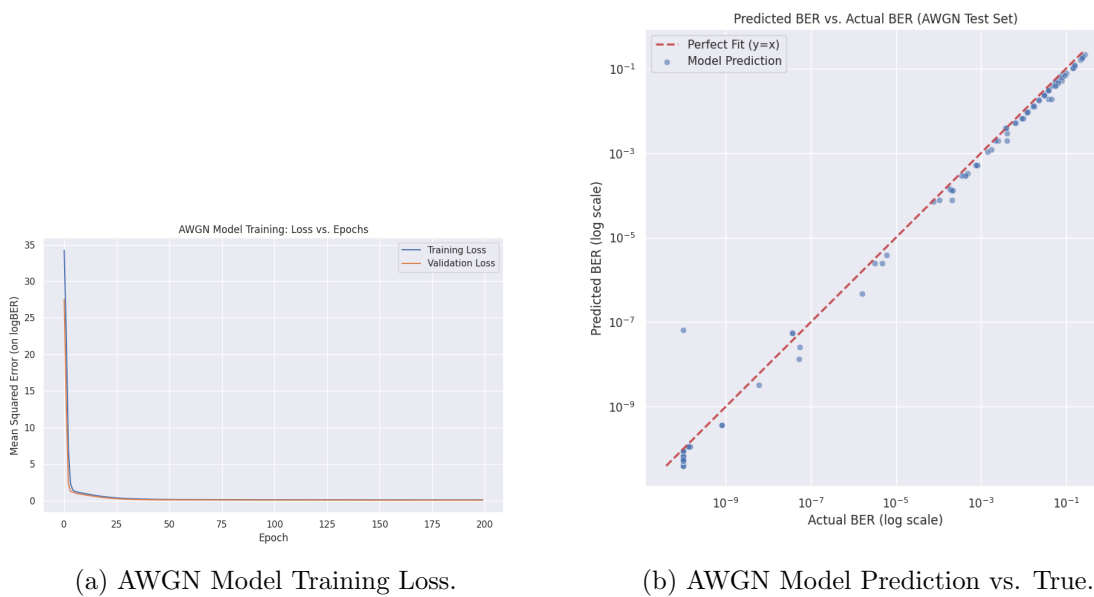 AWGN Model Training: Loss vs. Epochs
Training Loss
Validation Loss
Mean Squared Error (on logBER)
35
30
25
20
15
10
5
0
0 25 50 75 100 125 150 175 200
Epoch
(a) AWGN Model Training Loss.
Predicted BER vs. Actual BER (AWGN Test Set)
Perfect Fit (y=x)
Model Prediction
Predicted BER (log scale)
10⁻¹
10⁻³
10⁻⁵
10⁻⁷
10⁻⁹
10⁻⁹ 10⁻⁷ 10⁻⁵ 10⁻³ 10⁻¹
Actual BER (log scale)
(b) AWGN Model Prediction vs. True.